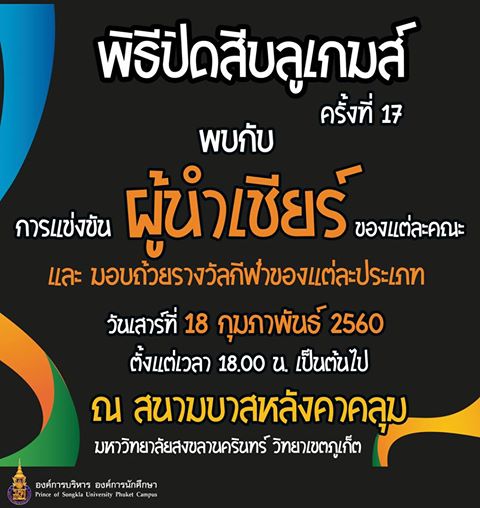 พิธีปิดสีบลูเกมส์
ครั้งที่ 17
พบกับ
การแข่งขัน ผู้นำเชียร์ ของแต่ละคณะ
และ มอบถ้วยรางวัลกีฬาของแต่ละประเภท
วันเสาร์ที่ 18 กุมภาพันธ์ 2560
ตั้งแต่เวลา 18.00 น. เป็นต้นไป
ณ สนามบาสหลังคาคลุม
มหาวิทยาลัยสงขลานครินทร์ วิทยาเขตภูเก็ต
องค์การบริหาร องค์การนักศึกษา
Prince of Songkla University Phuket Campus